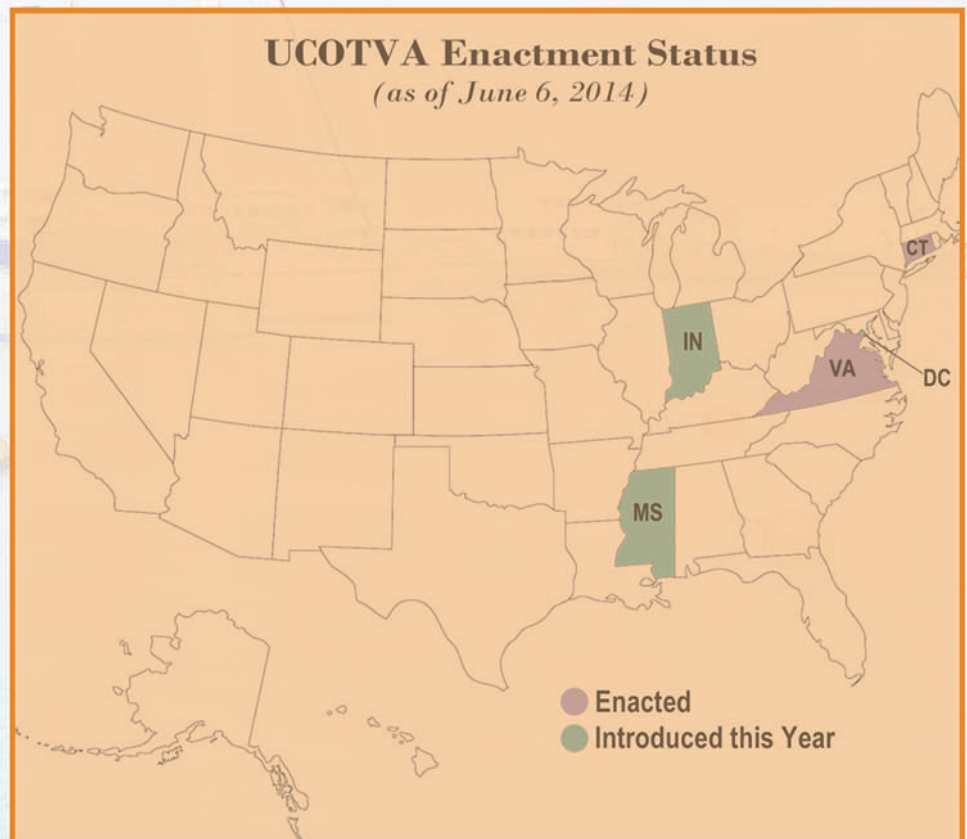 UCOTVA Enactment Status
(as of June 6, 2014)
CT
IN
VA
DC
MS
Enacted
Introduced this Year